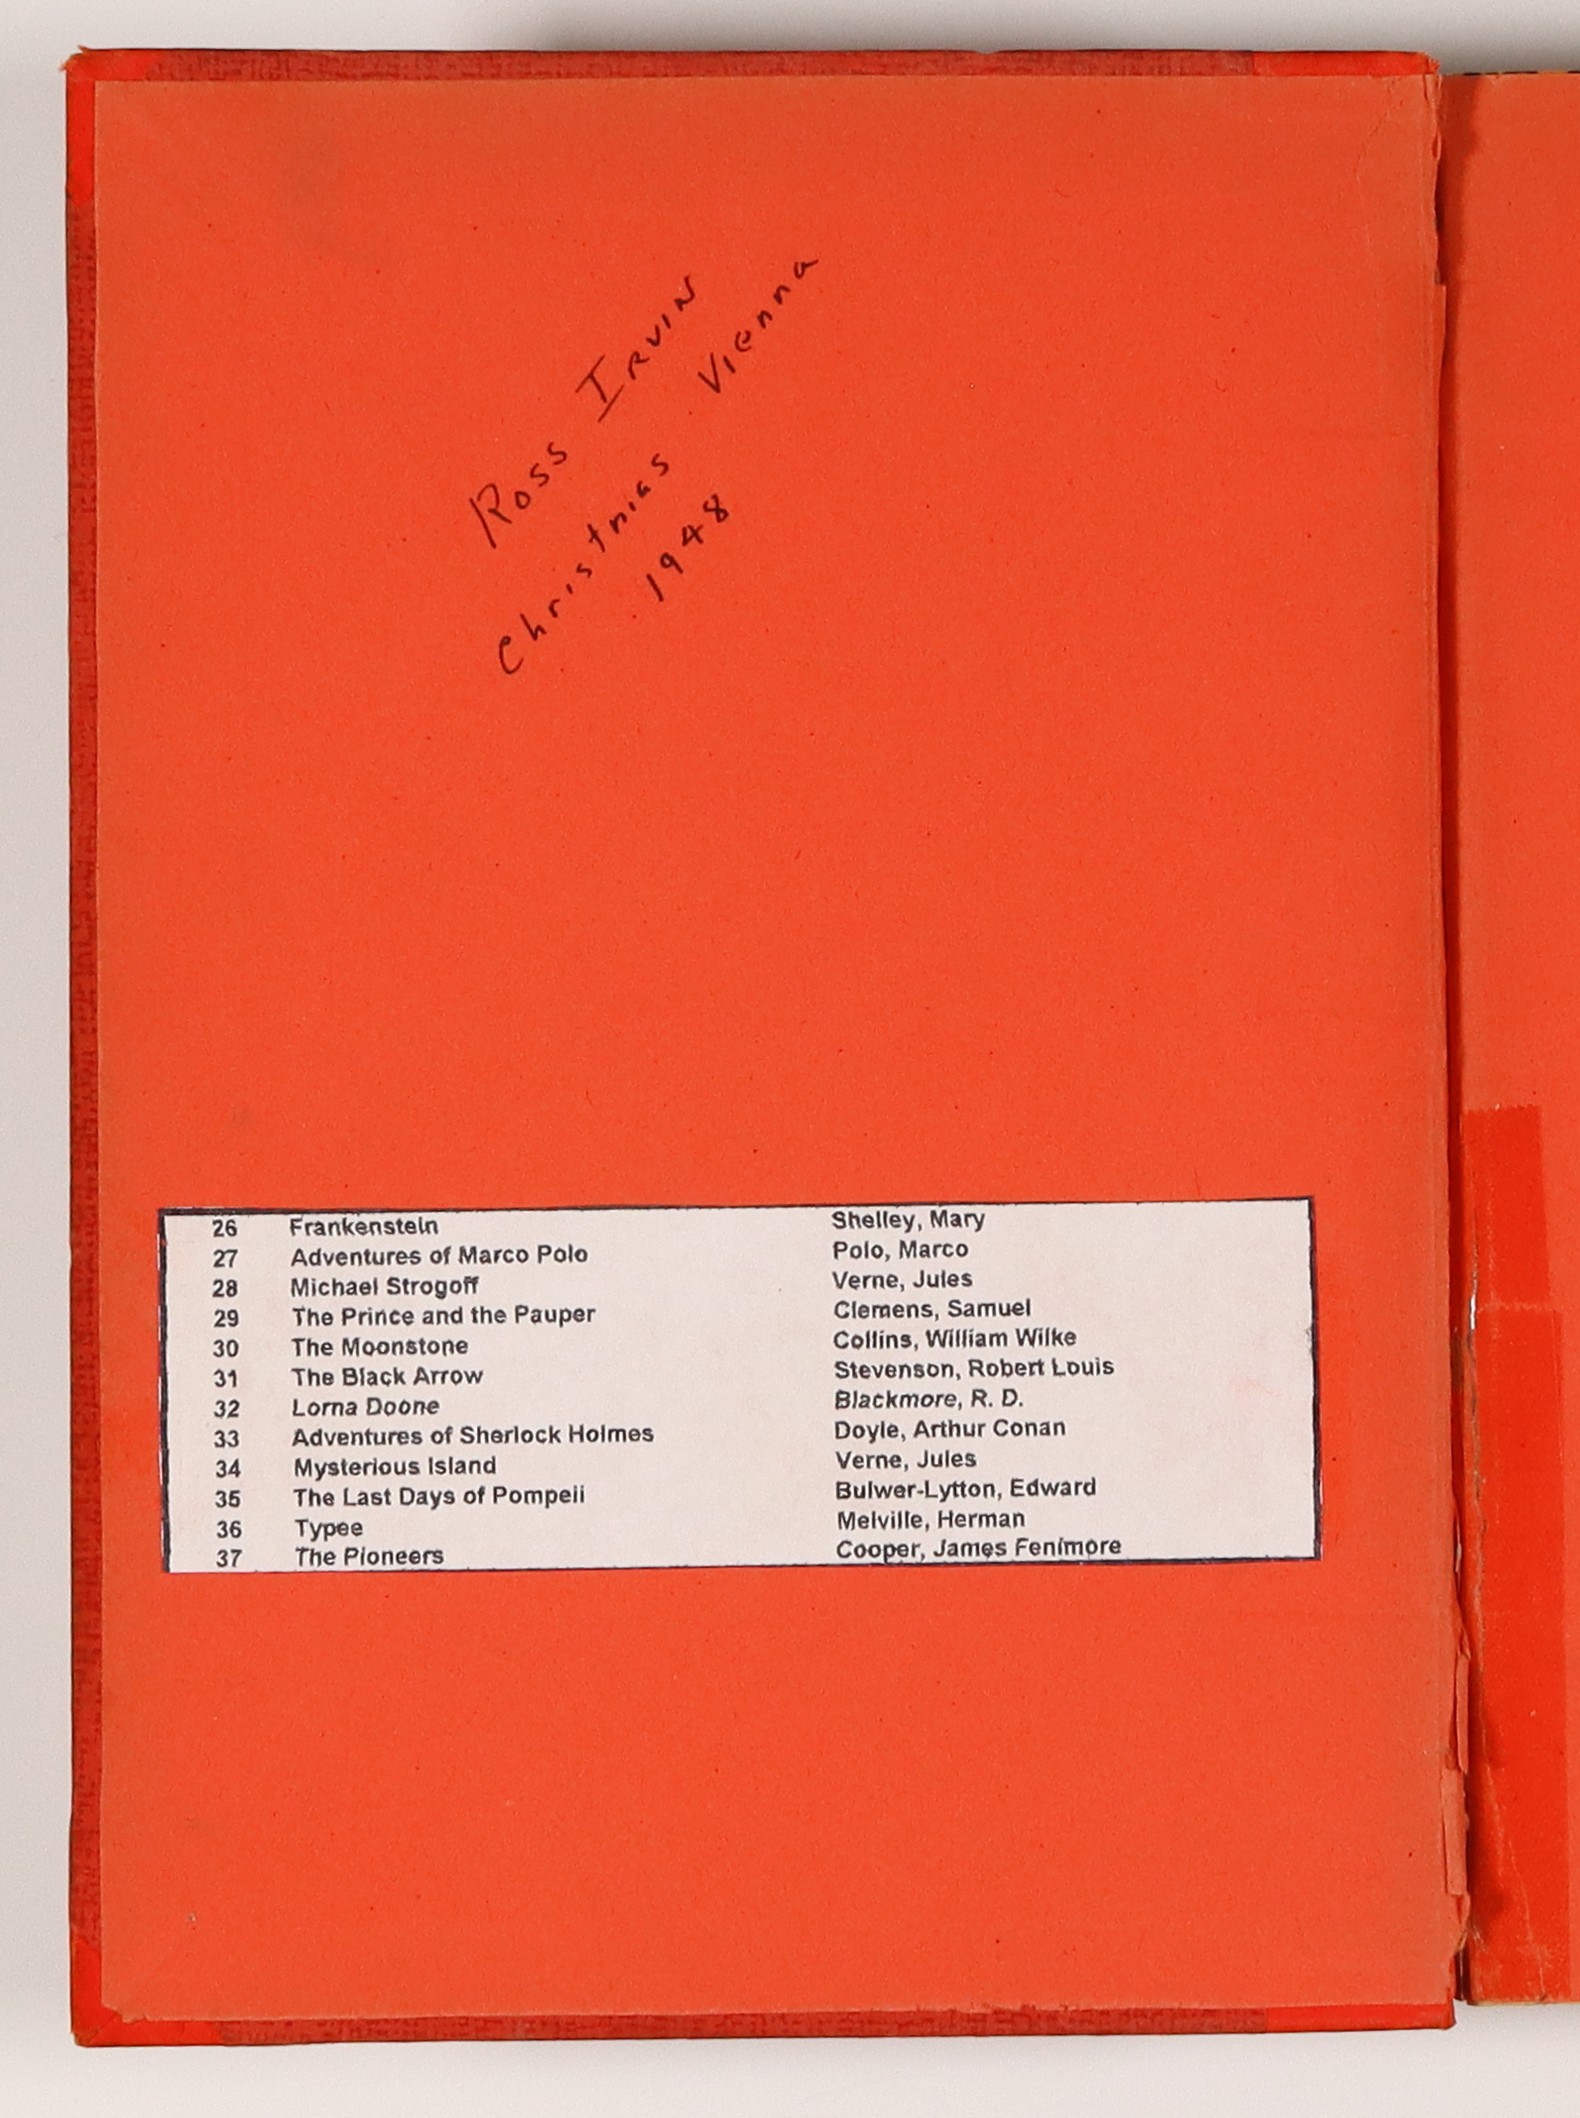 Ross IRVIN
Christmas Vienna
1948
26 Frankenstein Shelley, Mary
27 Adventures of Marco Polo Polo, Marco
28 Michael Strogoff Verne, Jules
29 The Prince and the Pauper Clemens, Samuel
30 The Moonstone Collins, William Wilke
31 The Black Arrow Stevenson, Robert Louis
32 Lorna Doone Blackmore, R. D.
33 Adventures of Sherlock Holmes Doyle, Arthur Conan
34 Mysterious Island Verne, Jules
35 The Last Days of Pompeii Bulwer-Lytton, Edward
36 Typee Melville, Herman
37 The Pioneers Cooper, James Fenimore